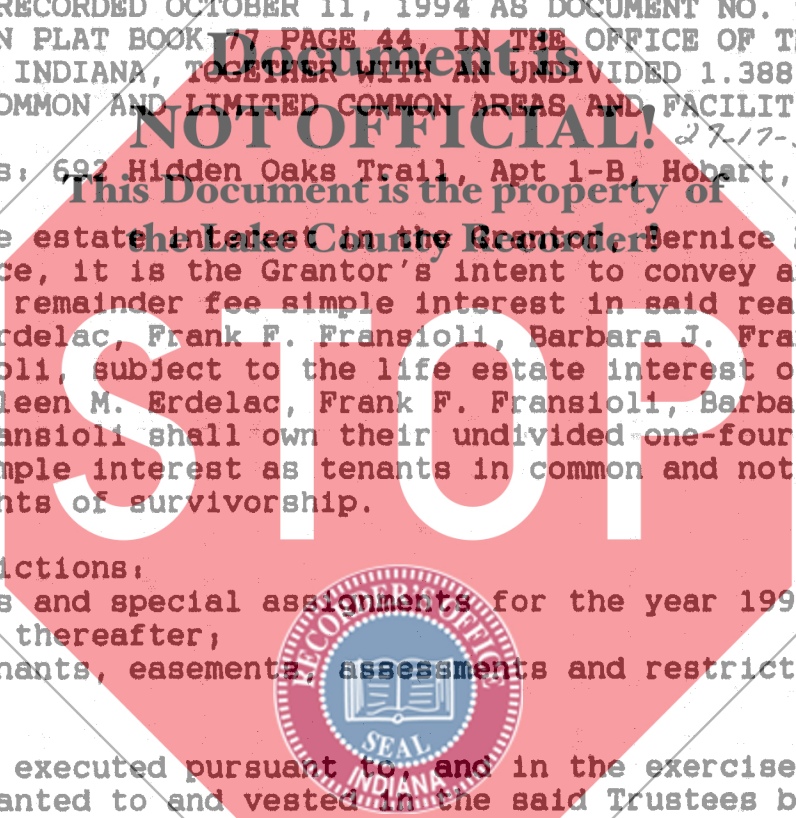 RECORDED OCTOBER 11, 1994 AS DOCUMENT NO.
N PLAT BOOK 77 PAGE 44, IN THE OFFICE OF T
INDIANA, TOGETHER WITH AN UNDIVIDED 1.388
OMMON AND LIMITED COMMON AREAS AND FACILIT
Document is
NOT OFFICIAL!
This Document is the property of
the Lake County Recorder!
s: 692 Hidden Oaks Trail, Apt 1-B, Hobart,
e estate interest in the Grantor, Bernice
ce, it is the Grantor's intent to convey a
remainder fee simple interest in said rea
rdelac, Frank F. Fransioli, Barbara J. Fra
oli, subject to the life estate interest o
leen M. Erdelac, Frank F. Fransioli, Barba
ansioli shall own their undivided one-four
mple interest as tenants in common and not
nts of survivorship.
STOP
ictions:
s and special assignments for the year 199
thereafter;
nants, easements, assessments and restrict
RECORDER OFFICE
SEAL
INDIANA
executed pursuant to, and in the exercise
anted to and vested in the said Trustees b